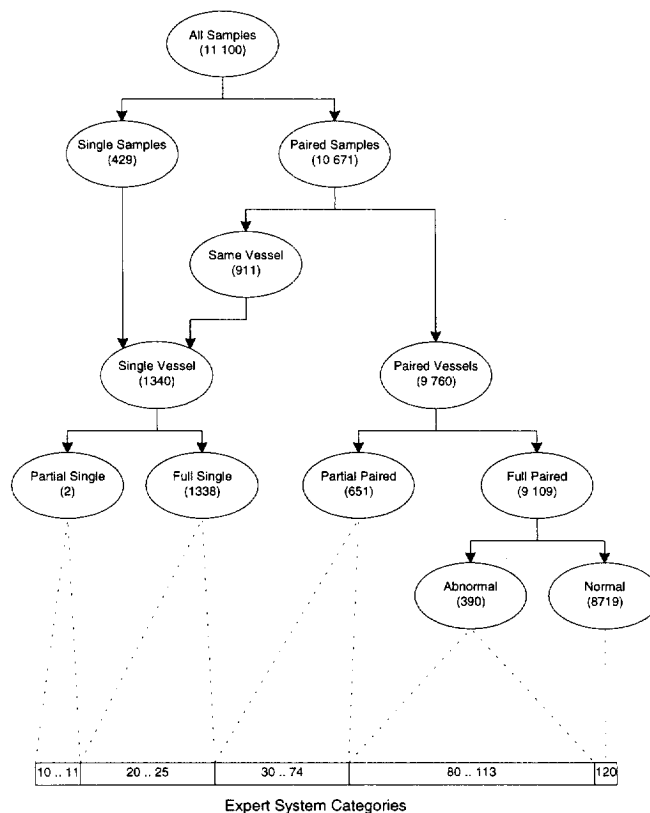 All Samples
(11 100)
Single Samples
(429)
Paired Samples
(10 671)
Same Vessel
(911)
Single Vessel
(1340)
Paired Vessels
(9 760)
Partial Single
(2)
Full Single
(1338)
Partial Paired
(651)
Full Paired
(9 109)
Abnormal
(390)
Normal
(8719)
10 .. 11
20 .. 25
30 .. 74
80 .. 113
120
Expert System Categories